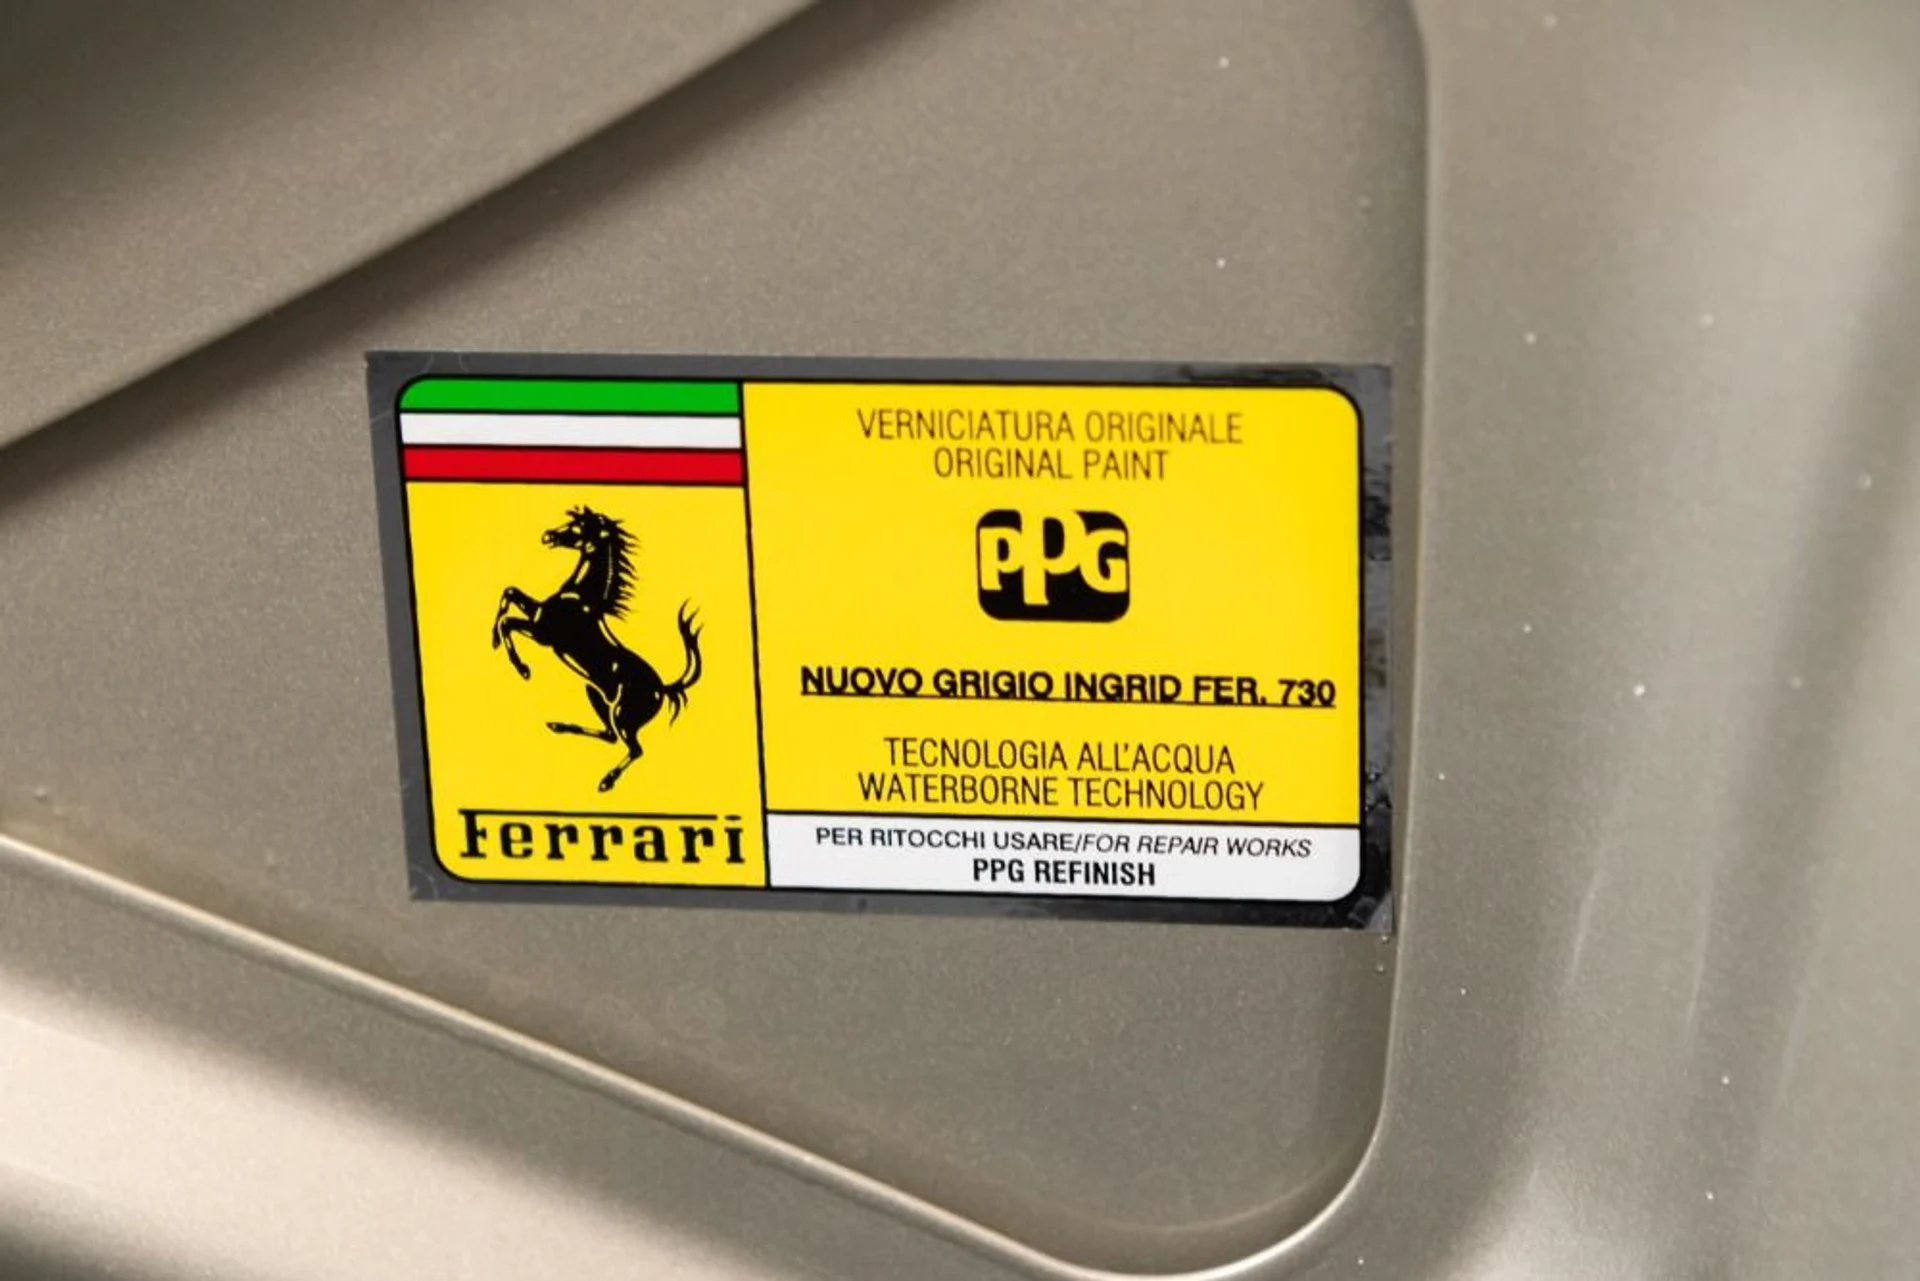 VERNICIATURA ORIGINALE
ORIGINAL PAINT
PPG
NUOVO GRIGIO INGRID FER. 730
TECNOLOGIA ALL'ACQUA
WATERBORNE TECHNOLOGY
Ferrari
PER RITOCCHI USARE/FOR REPAIR WORKS
PPG REFINISH